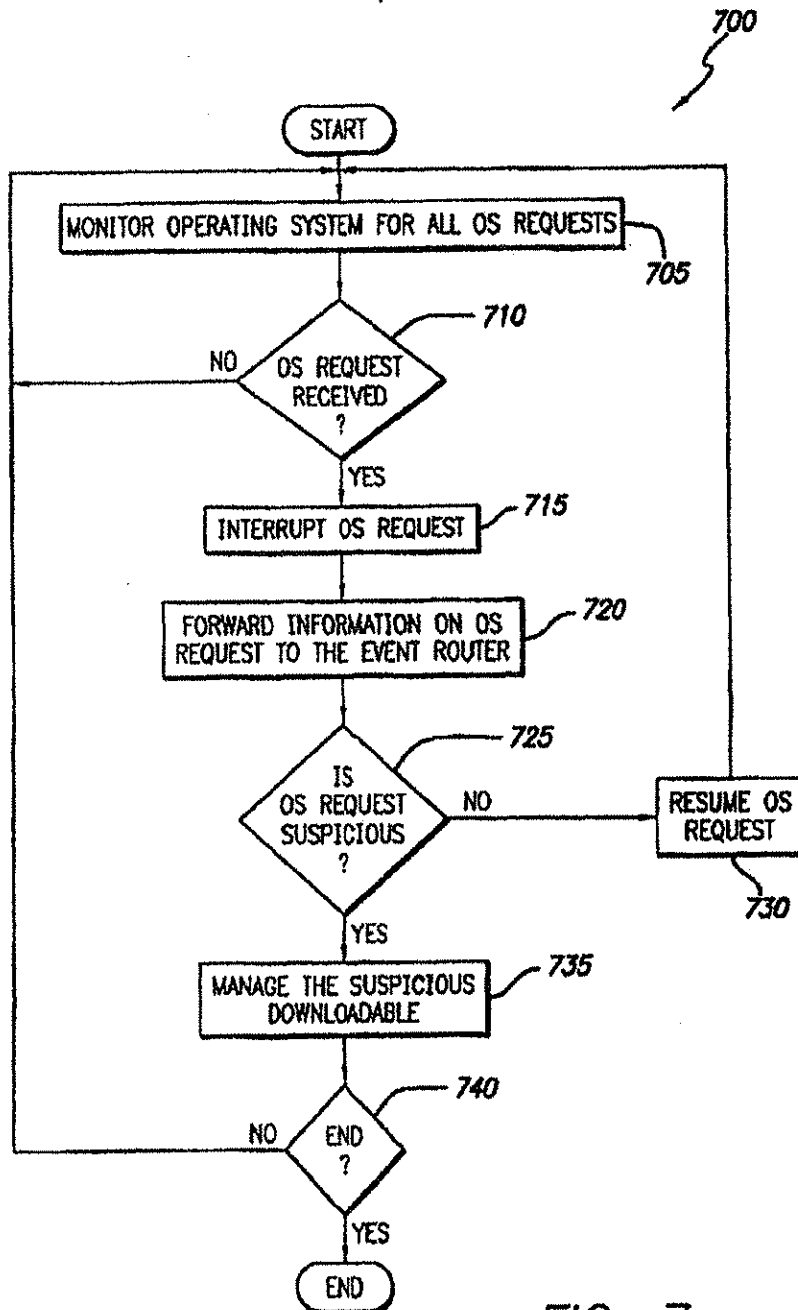 700
START
MONITOR OPERATING SYSTEM FOR ALL OS REQUESTS
705
710
NO
OS REQUEST
RECEIVED
?
YES
INTERRUPT OS REQUEST
715
FORWARD INFORMATION ON OS
REQUEST TO THE EVENT ROUTER
720
725
IS
OS REQUEST
SUSPICIOUS
?
NO
RESUME OS
REQUEST
730
YES
MANAGE THE SUSPICIOUS
DOWNLOADABLE
735
740
NO
END
?
YES
END